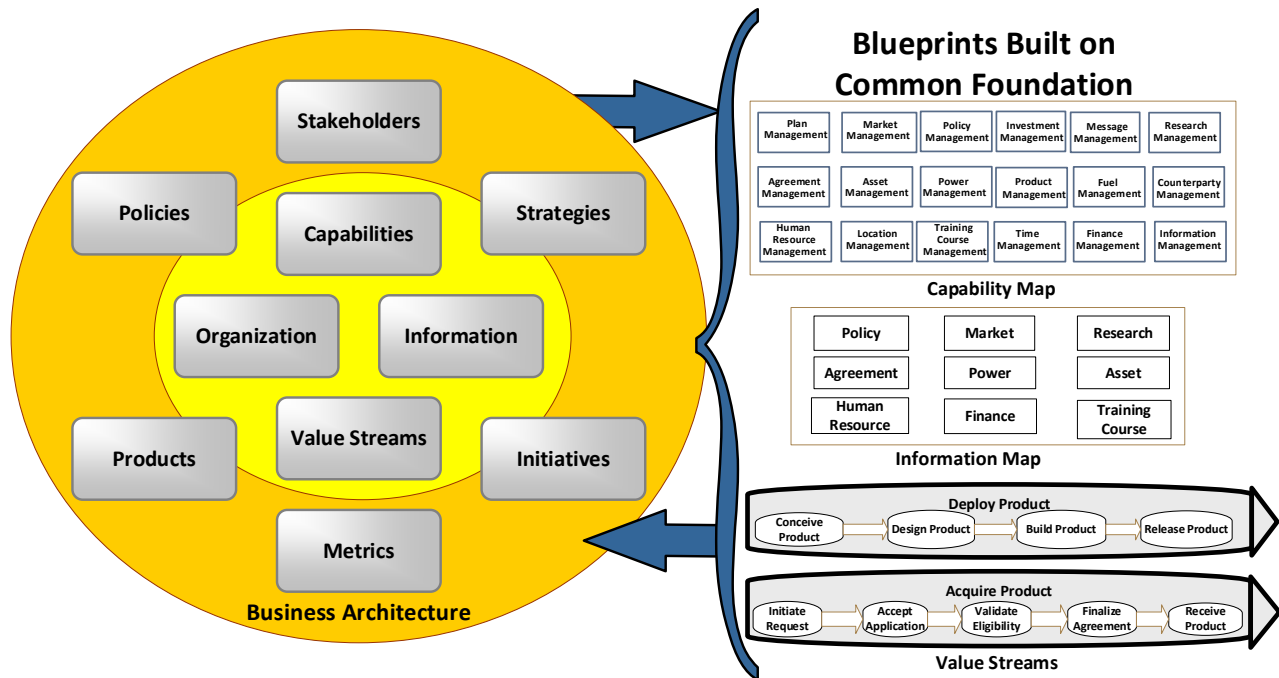 Stakeholders
Policies
Strategies
Capabilities
Organization
Information
Value Streams
Products
Initiatives
Metrics
Business Architecture
Blueprints Built on
Common Foundation
Plan
Management
Market
Management
Policy
Management
Investment
Management
Message
Management
Research
Management
Agreement
Management
Asset
Management
Power
Management
Product
Management
Fuel
Management
Counterparty
Management
Human
Resource
Management
Location
Management
Training
Course
Management
Time
Management
Finance
Management
Information
Management
Capability Map
Policy
Market
Research
Agreement
Power
Asset
Human
Resource
Finance
Training
Course
Information Map
Deploy Product
Conceive
Product
Design Product
Build Product
Release Product
Acquire Product
Initiate
Request
Accept
Application
Validate
Eligibility
Finalize
Agreement
Receive
Product
Value Streams